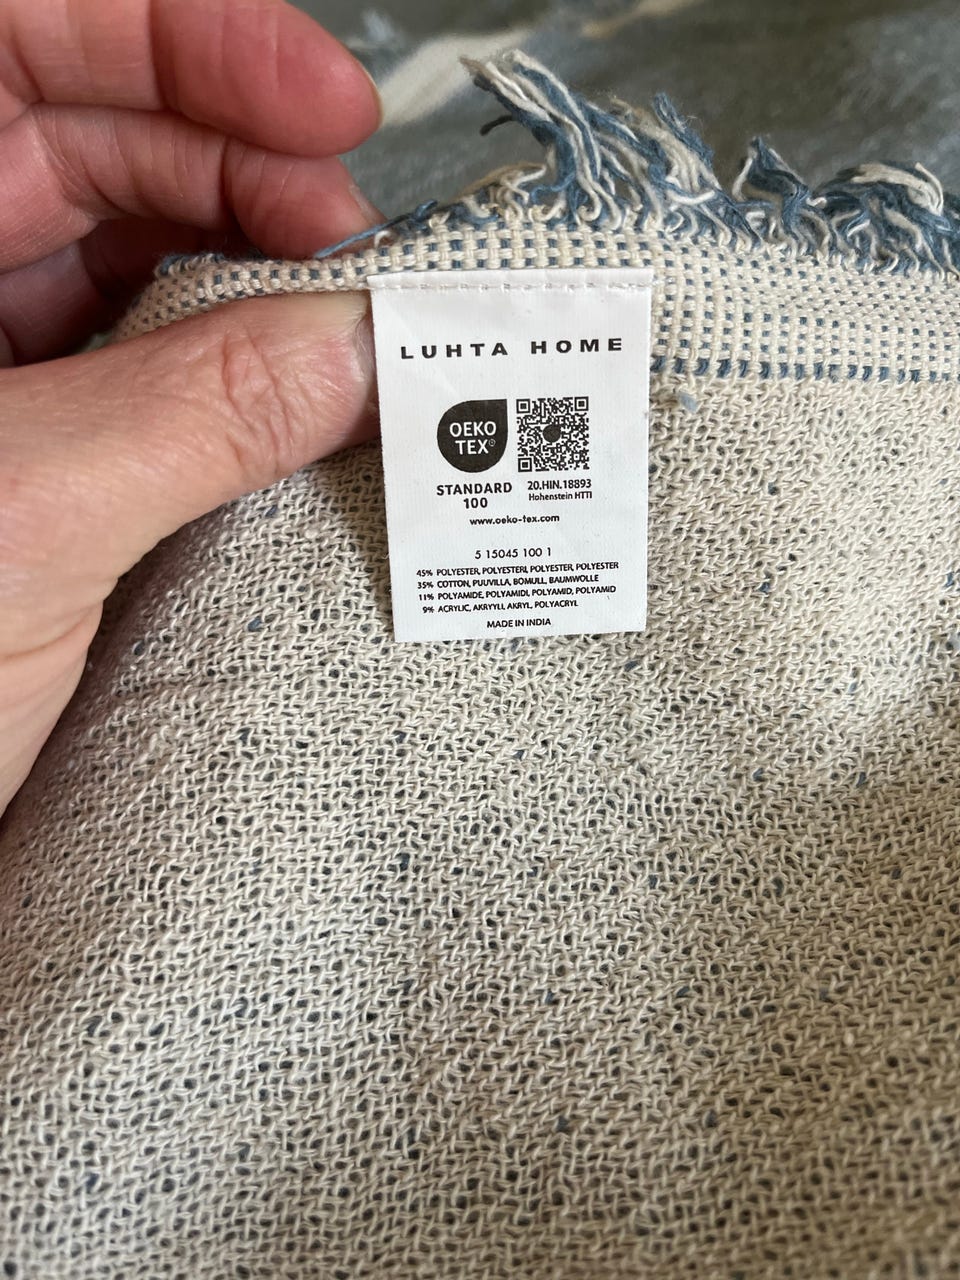 LUHTA HOME
OEKO
TEX®
STANDARD
100
20.HIN.18893
Hohenstein HTTI
www.oeko-tex.com
5 15045 100 1
45% POLYESTER, POLYESTERI, POLYESTER, POLYESTER
35% COTTON, PUUVILLA, BOMULL, BAUMWOLLE
11% POLYAMIDE, POLYAMIDI, POLYAMID, POLYAMID
9% ACRYLIC, AKRYYLI, AKRYL, POLYACRYL
MADE IN INDIA